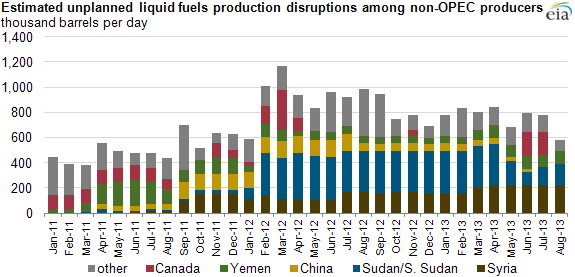 Estimated unplanned liquid fuels production disruptions among non-OPEC producers
thousand barrels per day
eia
1,400
1,200
1,000
800
600
400
200
0
Jan-11
Feb-11
Mar-11
Apr-11
May-11
Jun-11
Jul-11
Aug-11
Sep-11
Oct-11
Nov-11
Dec-11
Jan-12
Feb-12
Mar-12
Apr-12
May-12
Jun-12
Jul-12
Aug-12
Sep-12
Oct-12
Nov-12
Dec-12
Jan-13
Feb-13
Mar-13
Apr-13
May-13
Jun-13
Jul-13
Aug-13
other Canada Yemen China Sudan/S. Sudan Syria